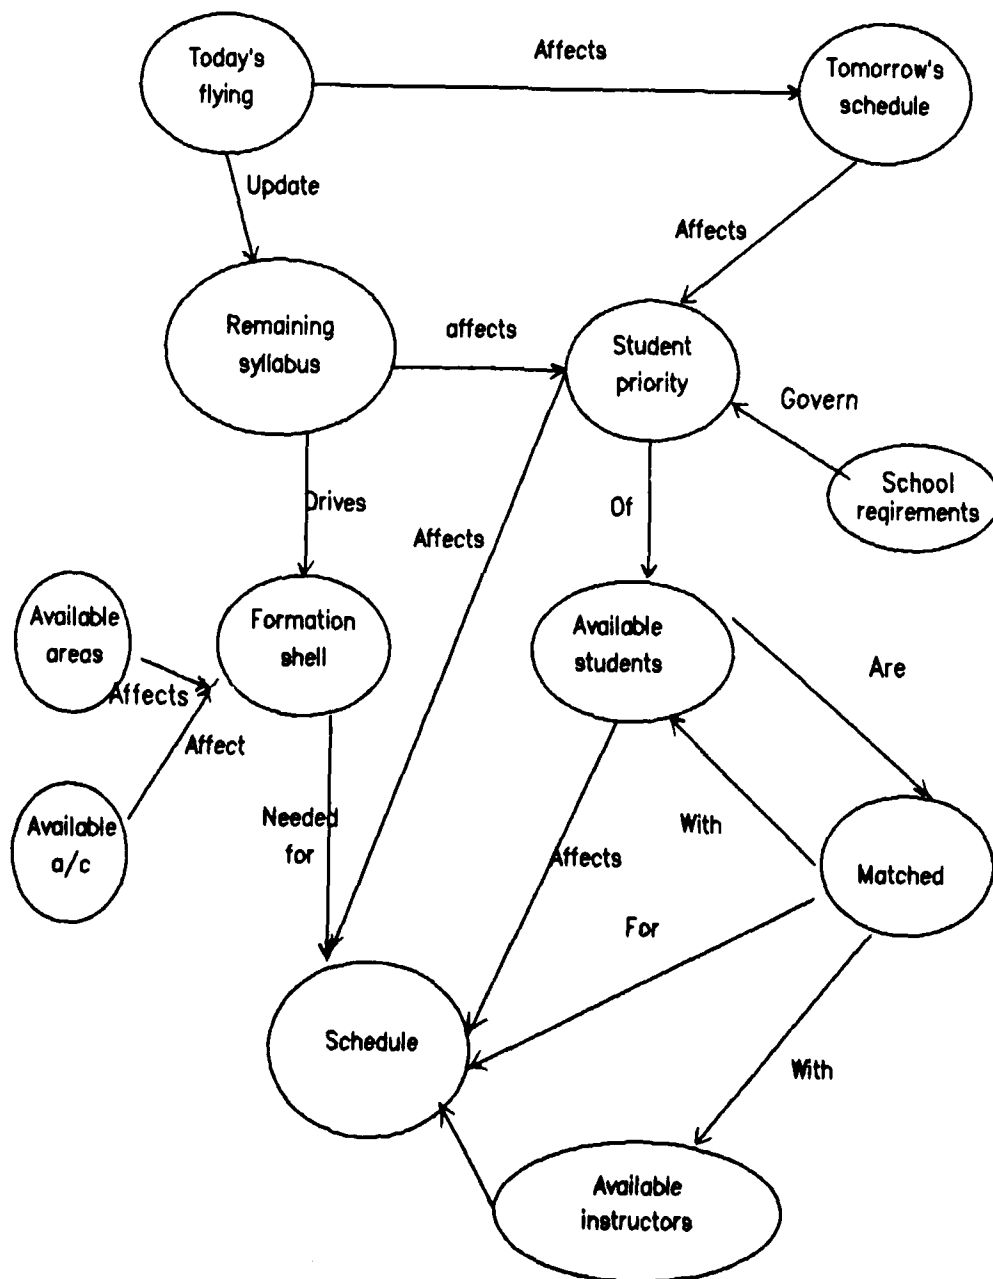 Affects
Today's
flying
Tomorrow's
schedule
Update
Affects
Remaining
syllabus
affects
Student
priority
Govern
School
reqirements
Drives
Of
Affects
Available
areas
Formation
shell
Available
students
Are
Affects
Affect
Needed
for
With
Available
a/c
Affects
Matched
For
Schedule
With
Available
instructors